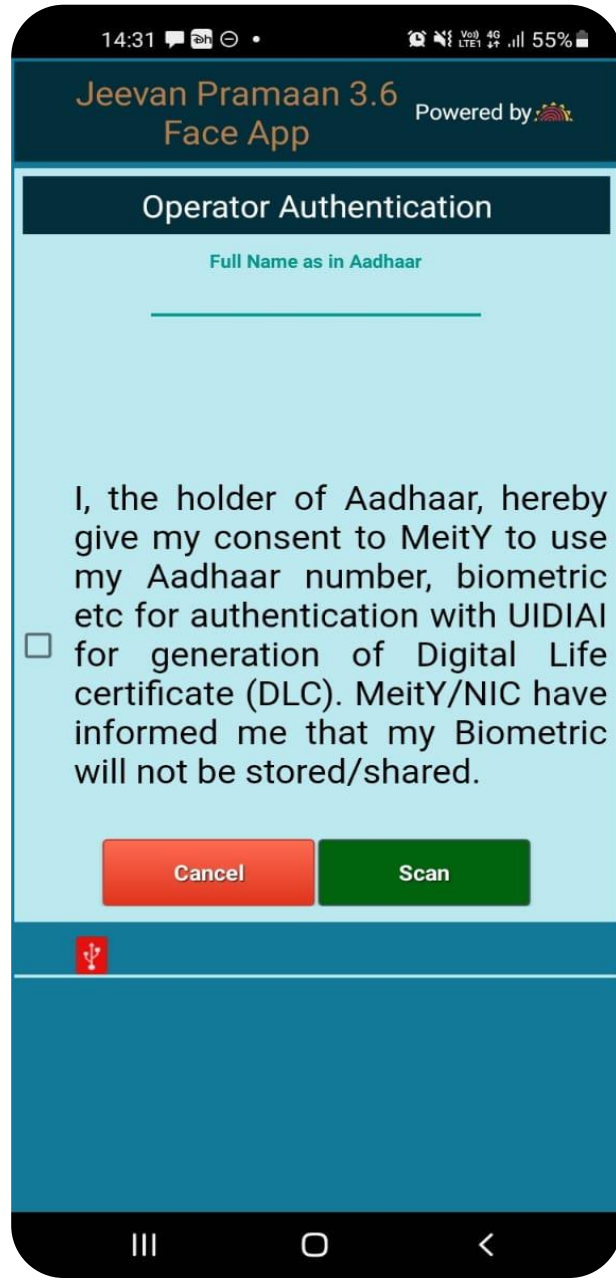 14:31
Vo)) 4G 55%
LTE1
Jeevan Pramaan 3.6
Face App
Powered by
Operator Authentication
Full Name as in Aadhaar
I, the holder of Aadhaar, hereby
give my consent to MeitY to use
my Aadhaar number, biometric
etc for authentication with UIDIAI
for generation of Digital Life
certificate (DLC). MeitY/NIC have
informed me that my Biometric
will not be stored/shared.
Cancel Scan